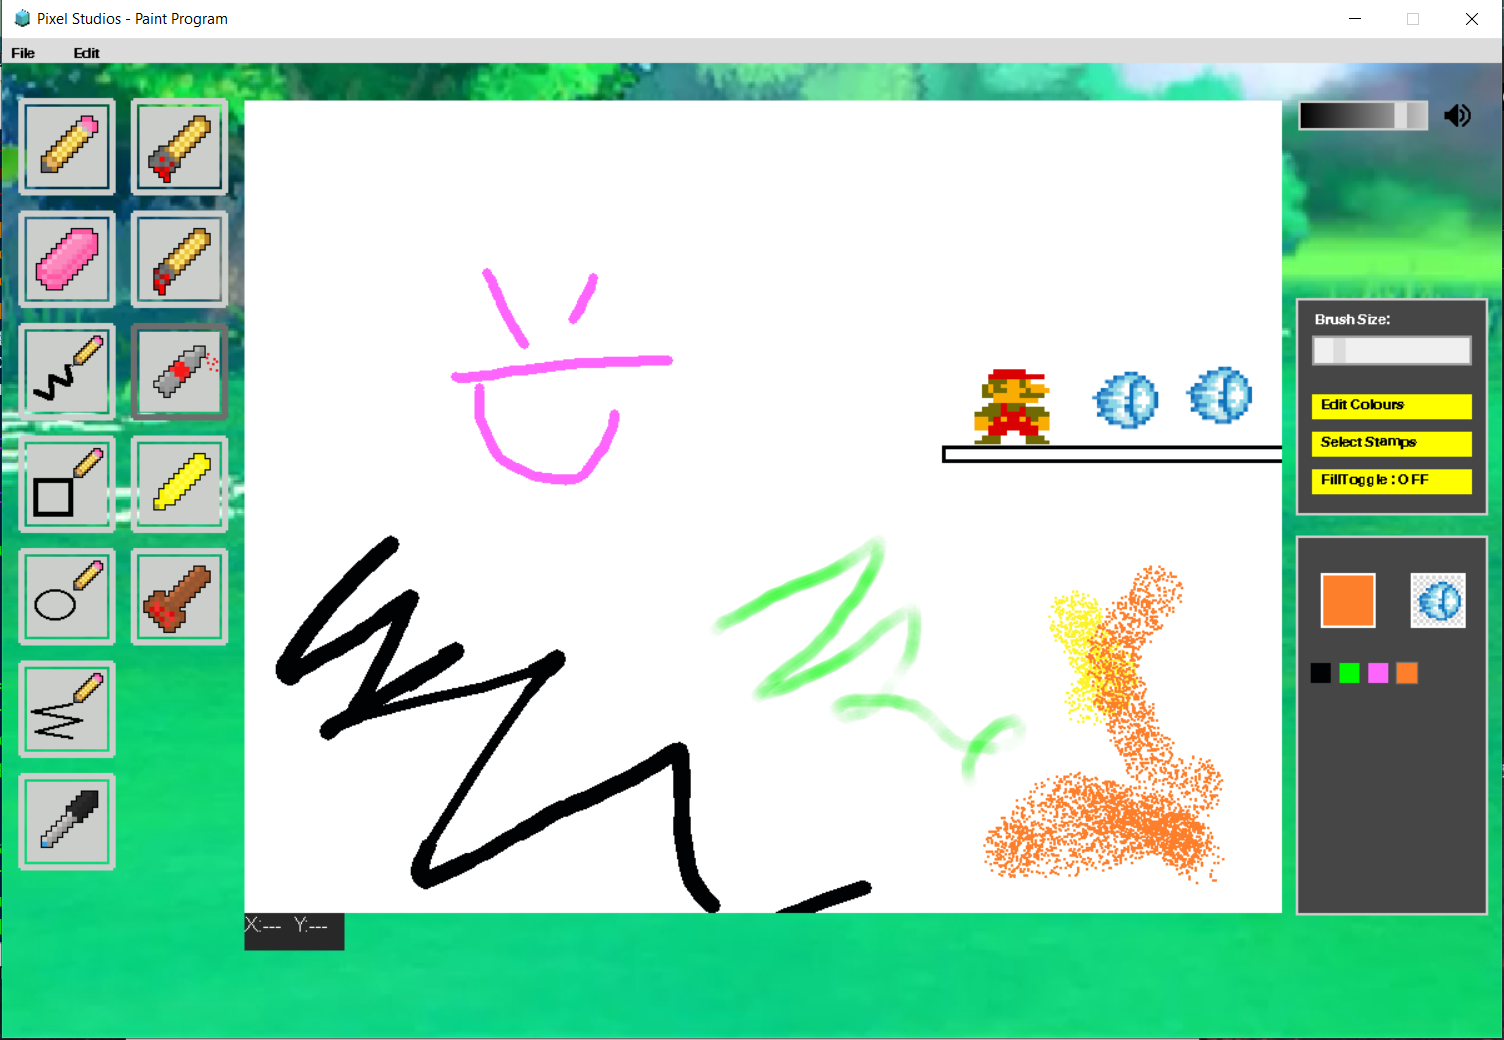 Pixel Studios - Paint Program
File Edit
Brush Size:
Edit Colours
Select Stamps
FillToggle : OFF
X:--- Y:---